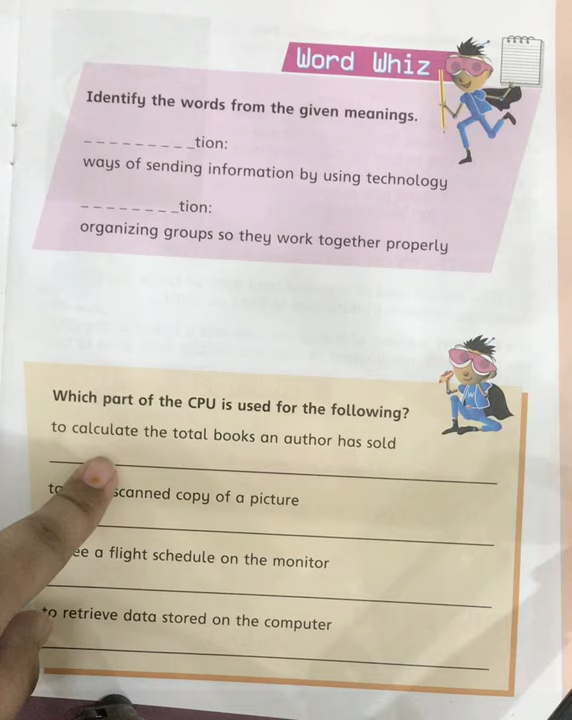 Word Whiz
Identify the words from the given meanings.
_ _ _ _ _ _ _ _ _ _tion:
ways of sending information by using technology
_ _ _ _ _ _ _ _ _tion:
organizing groups so they work together properly
Which part of the CPU is used for the following?
to calculate the total books an author has sold
scanned copy of a picture
a flight schedule on the monitor
to retrieve data stored on the computer